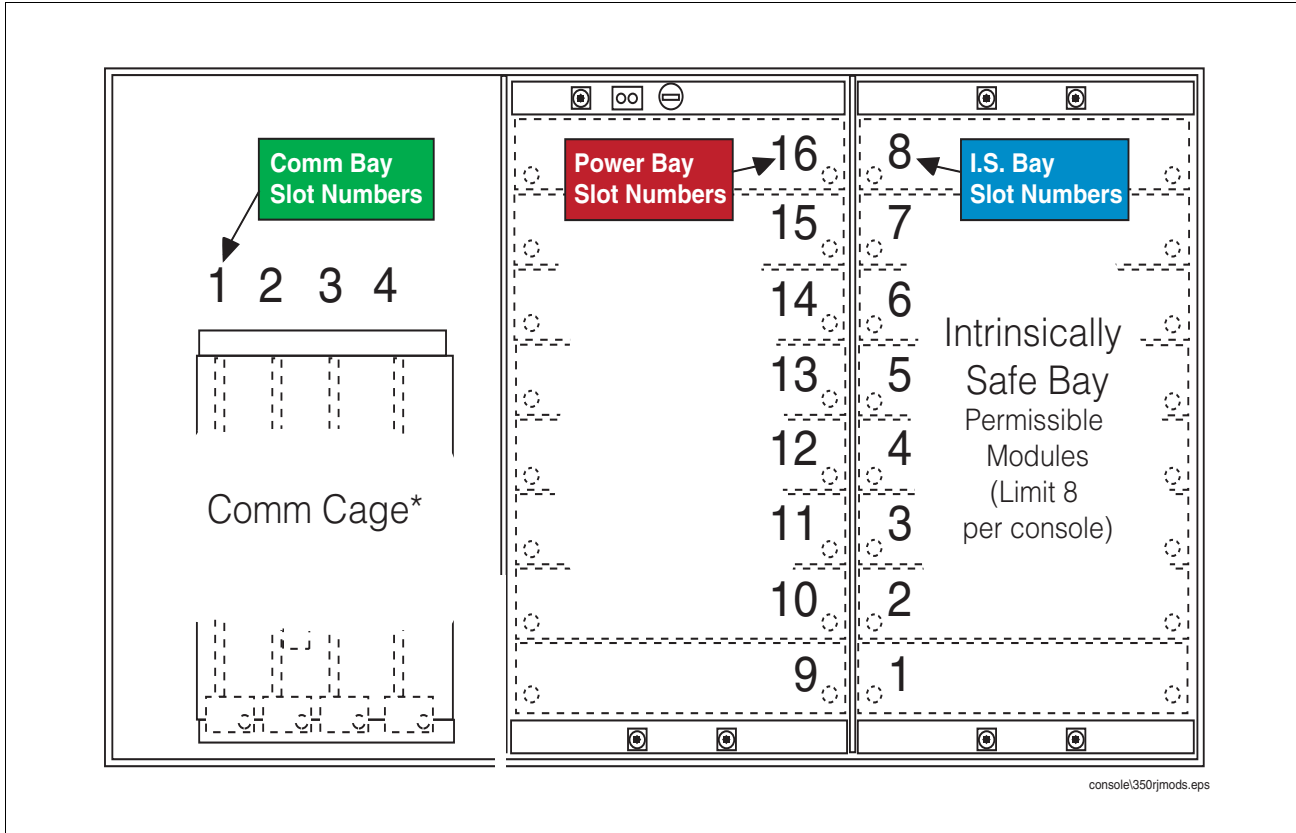 Comm Bay
Slot Numbers
1 2 3 4
Comm Cage*
Power Bay
Slot Numbers
16
15
14
13
12
11
10
9
I.S. Bay
Slot Numbers
8
7
6
5
4
3
2
1
Intrinsically
Safe Bay
Permissible
Modules
(Limit 8
per console)
console\350rjmods.eps